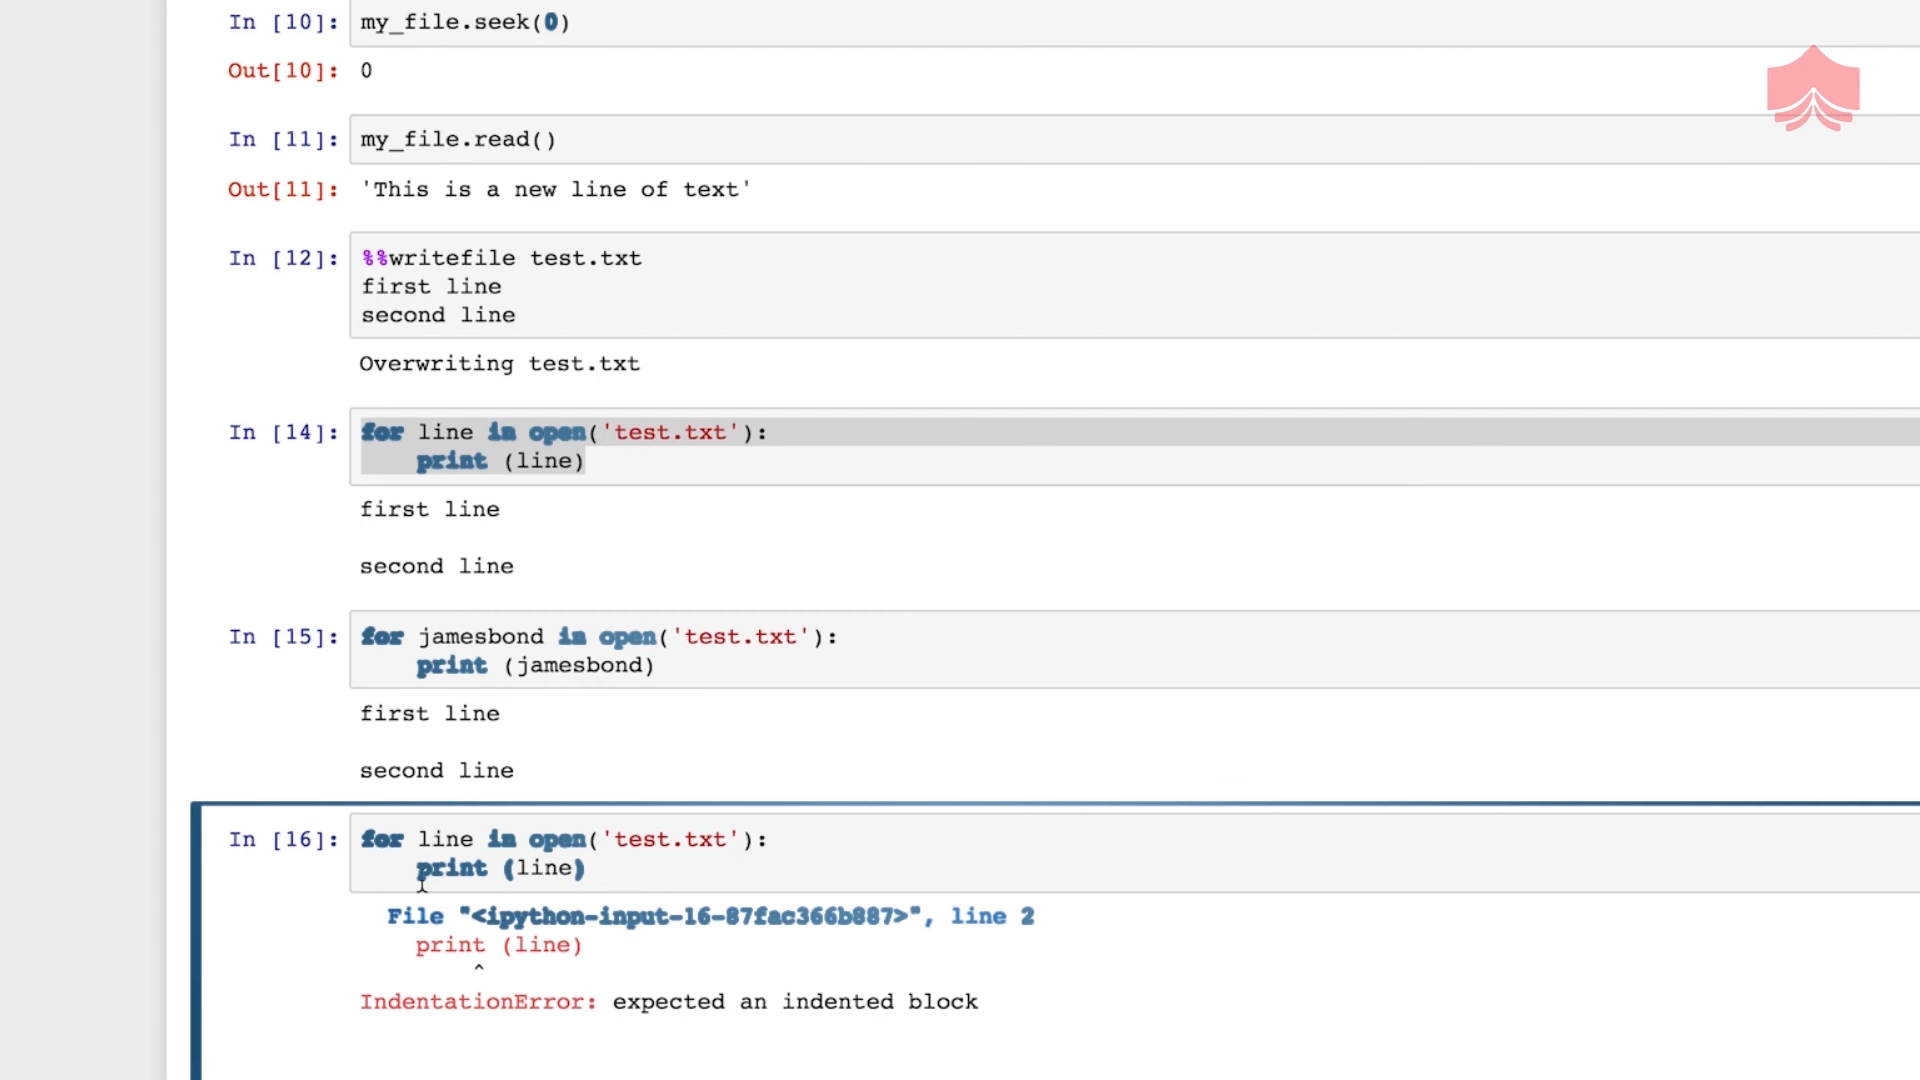 In [10]: my_file.seek(0)
Out[10]: 0
In [11]: my_file.read()
Out[11]: 'This is a new line of text'
In [12]: %%writefile test.txt
first line
second line
Overwriting test.txt
In [14]: for line in open('test.txt'):
    print (line)
first line
second line
In [15]: for jamesbond in open('test.txt'):
    print (jamesbond)
first line
second line
In [16]: for line in open('test.txt'):
    print (line)
  File "<ipython-input-16-87fac366b887>", line 2
    print (line)
        ^
IndentationError: expected an indented block